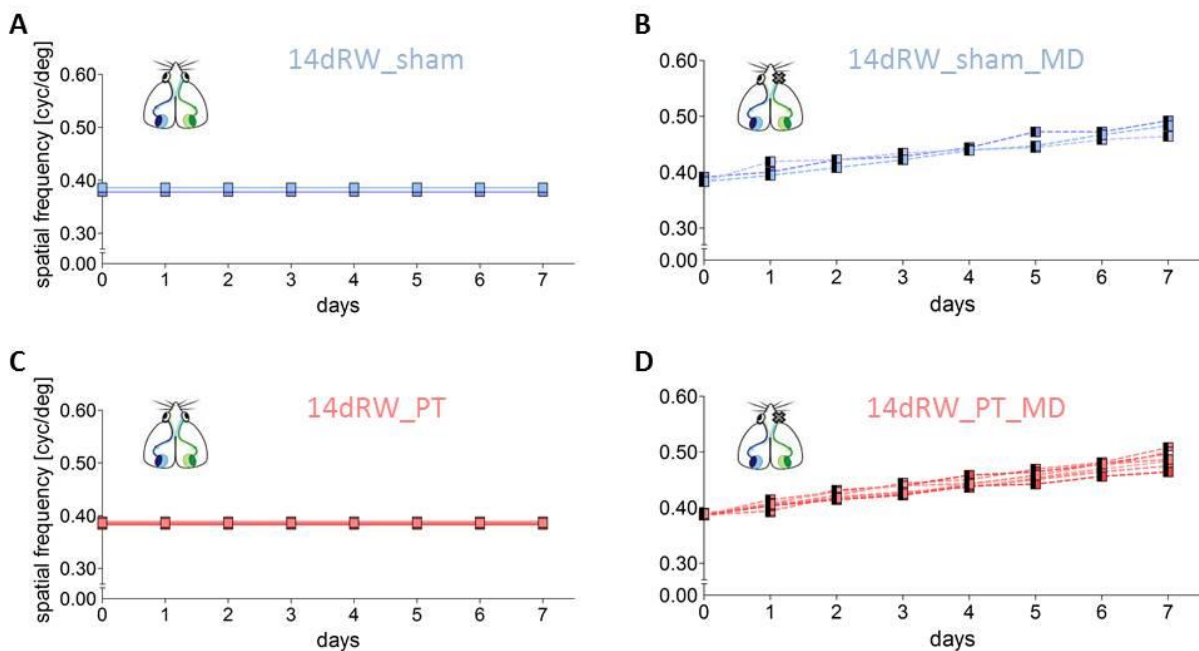 A
14dRW_sham
spatial frequency [cyc/deg]
0.60
0.50
0.40
0.30
0.00
0 1 2 3 4 5 6 7
days
B
14dRW_sham_MD
0.60
0.50
0.40
0.30
0.00
0 1 2 3 4 5 6 7
days
C
14dRW_PT
spatial frequency [cyc/deg]
0.60
0.50
0.40
0.30
0.00
0 1 2 3 4 5 6 7
days
D
14dRW_PT_MD
0.60
0.50
0.40
0.30
0.00
0 1 2 3 4 5 6 7
days